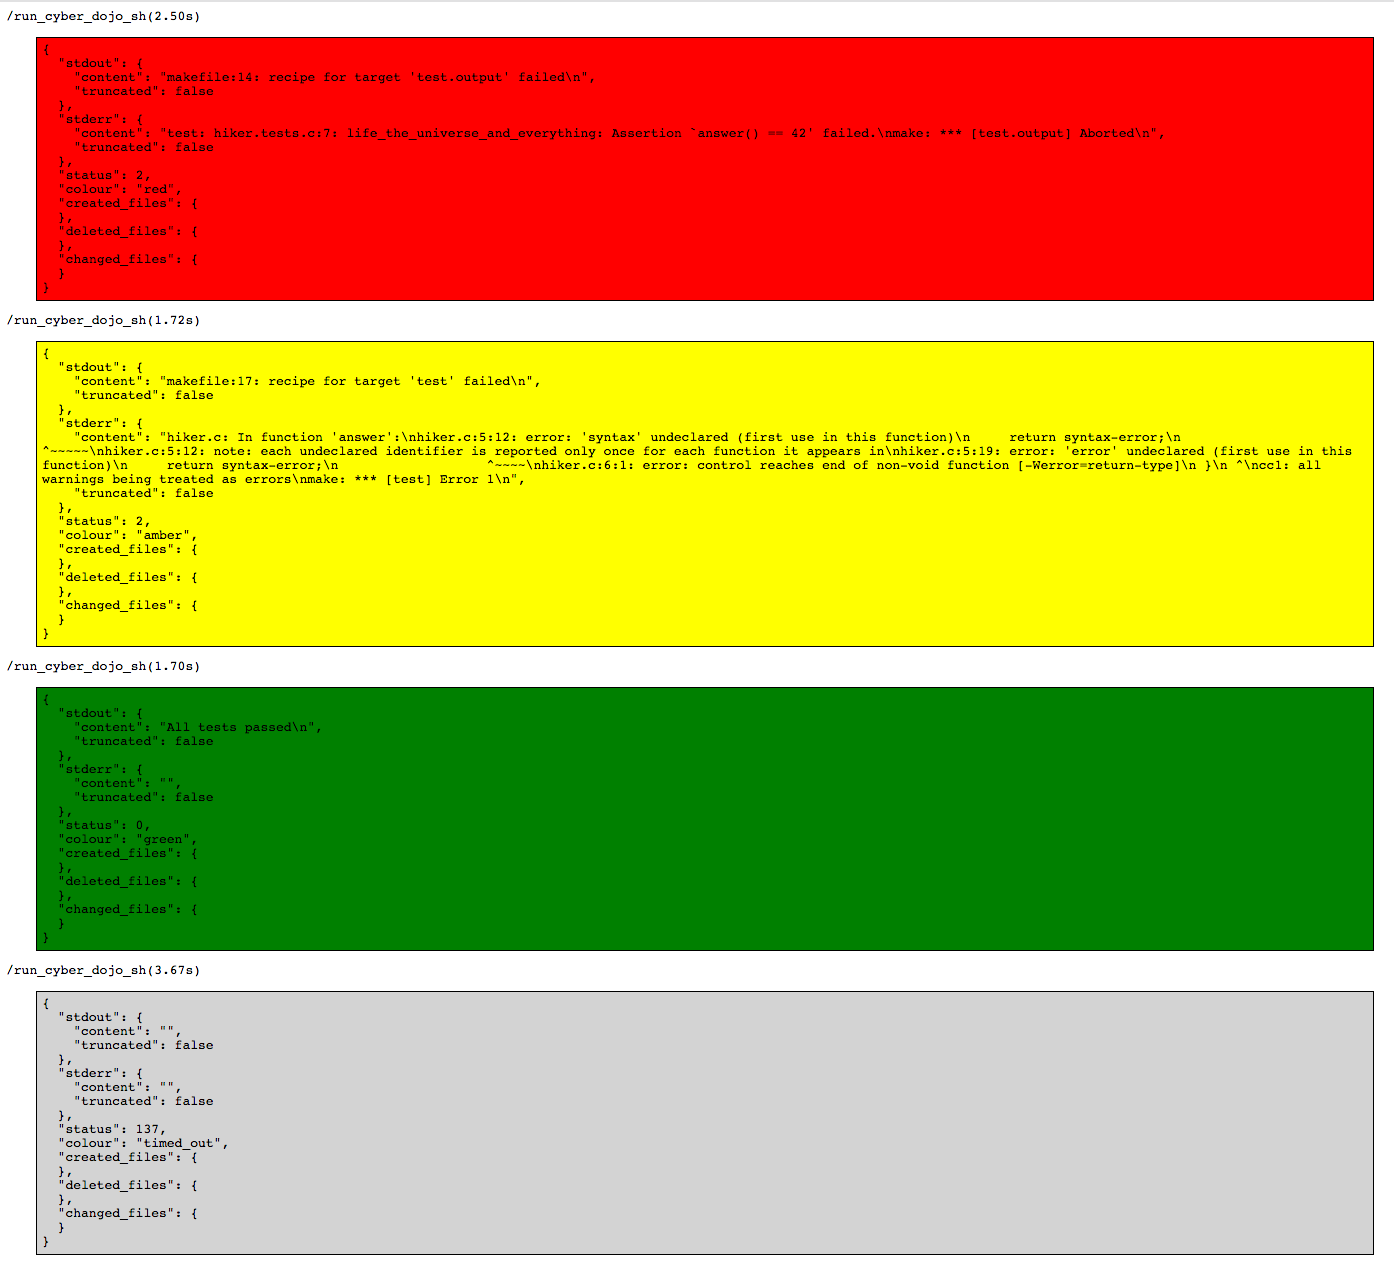 /run_cyber_dojo_sh(2.50s)
{
  "stdout": {
    "content": "makefile:14: recipe for target 'test.output' failed\n",
    "truncated": false
  },
  "stderr": {
    "content": "test: hiker.tests.c:7: life_the_universe_and_everything: Assertion `answer() == 42' failed.\nmake: *** [test.output] Aborted\n",
    "truncated": false
  },
  "status": 2,
  "colour": "red",
  "created_files": {
  },
  "deleted_files": {
  },
  "changed_files": {
  }
}
/run_cyber_dojo_sh(1.72s)
{
  "stdout": {
    "content": "makefile:17: recipe for target 'test' failed\n",
    "truncated": false
  },
  "stderr": {
    "content": "hiker.c: In function 'answer':\nhiker.c:5:12: error: 'syntax' undeclared (first use in this function)\n     return syntax-error;\n
^~~~~~\nhiker.c:5:12: note: each undeclared identifier is reported only once for each function it appears in\nhiker.c:5:19: error: 'error' undeclared (first use in this
function)\n     return syntax-error;\n                   ^~~~~\nhiker.c:6:1: error: control reaches end of non-void function [-Werror=return-type]\n }\n ^\ncc1: all
warnings being treated as errors\nmake: *** [test] Error 1\n",
    "truncated": false
  },
  "status": 2,
  "colour": "amber",
  "created_files": {
  },
  "deleted_files": {
  },
  "changed_files": {
  }
}
/run_cyber_dojo_sh(1.70s)
{
  "stdout": {
    "content": "All tests passed\n",
    "truncated": false
  },
  "stderr": {
    "content": "",
    "truncated": false
  },
  "status": 0,
  "colour": "green",
  "created_files": {
  },
  "deleted_files": {
  },
  "changed_files": {
  }
}
/run_cyber_dojo_sh(3.67s)
{
  "stdout": {
    "content": "",
    "truncated": false
  },
  "stderr": {
    "content": "",
    "truncated": false
  },
  "status": 137,
  "colour": "timed_out",
  "created_files": {
  },
  "deleted_files": {
  },
  "changed_files": {
  }
}